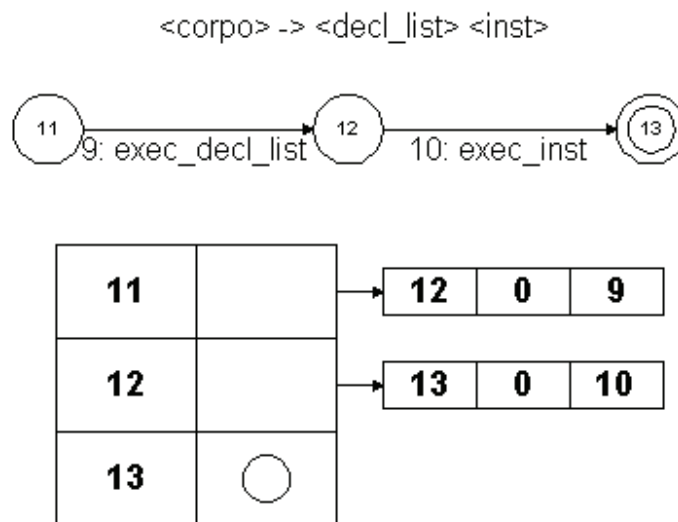 <corpo> -> <decl_list> <inst>
11 12 13
9: exec_decl_list 10: exec_inst
11 12 0 9
12 13 0 10
13